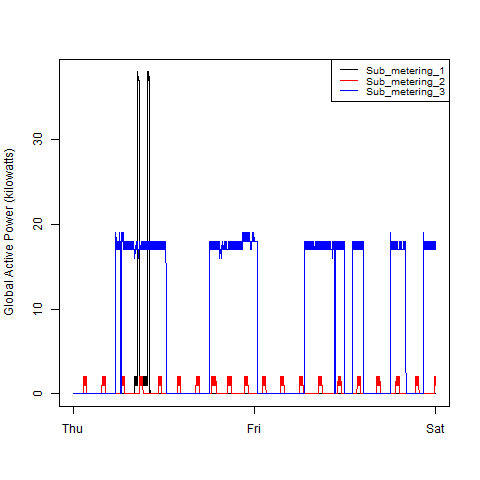 Sub_metering_1
Sub_metering_2
Sub_metering_3
Global Active Power (kilowatts)
30
20
10
0
Thu Fri Sat